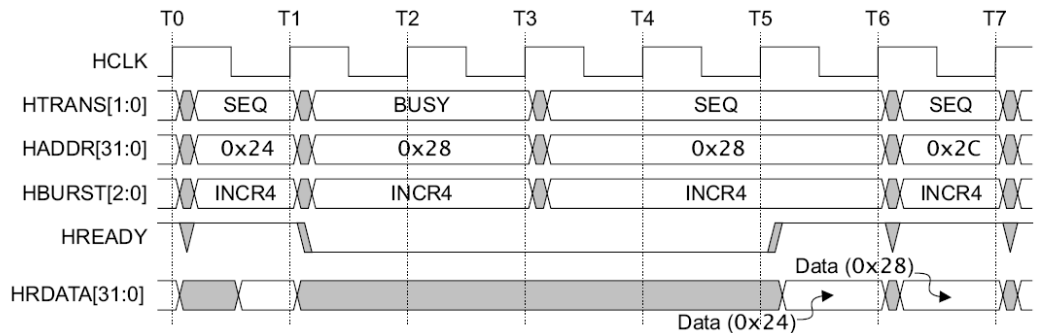 T0 T1 T2 T3 T4 T5 T6 T7
HCLK
HTRANS[1:0] SEQ BUSY SEQ SEQ
HADDR[31:0] 0x24 0x28 0x28 0x2C
HBURST[2:0] INCR4 INCR4 INCR4 INCR4
HREADY
Data (0x28)
HRDATA[31:0]
Data (0x24)